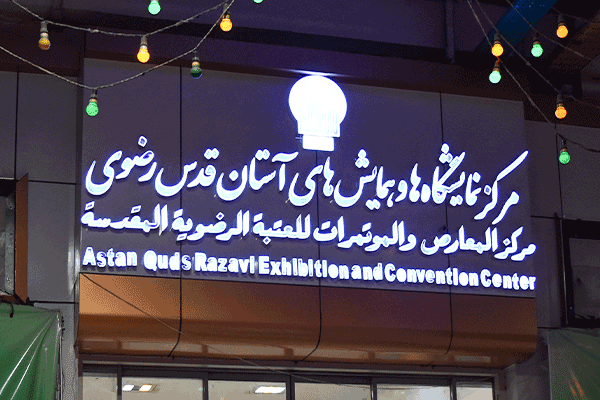 مرکز نمایشگاه ها و همایش های آستان قدس رضوی
مركز المعارض والموتمرات للعتبة الرضوية المقدسة
Astan Quds Razavi Exhibition and Convention Center